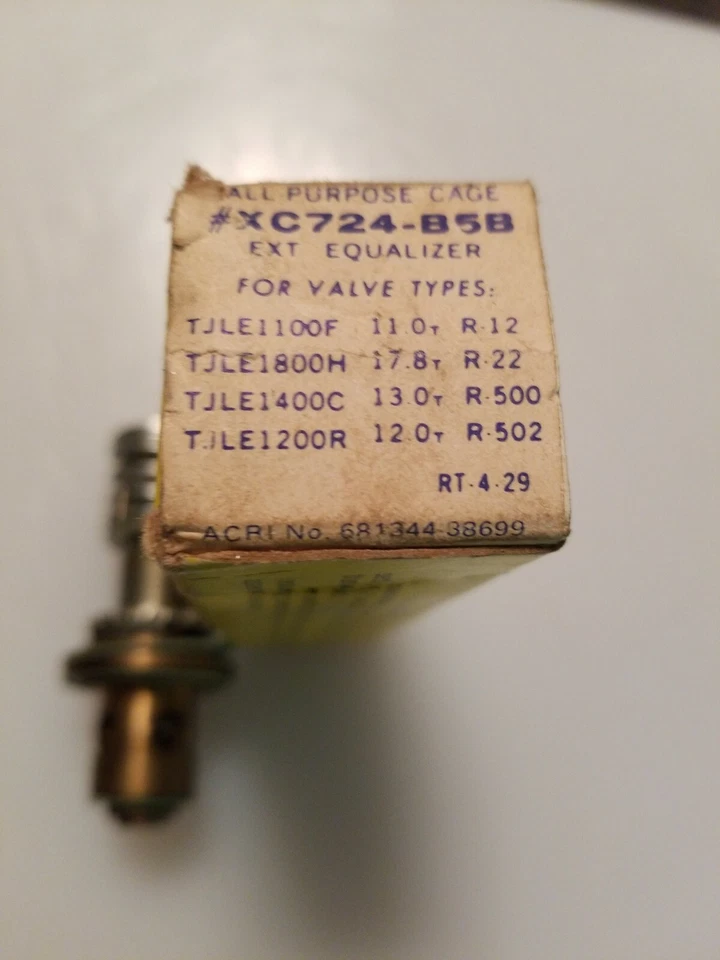 ALL PURPOSE CAGE
#XC724-B5B
EXT EQUALIZER
FOR VALVE TYPES:
TJLE1100F 11.0T R-12
TJLE1800H 17.8T R-22
TJLE1400C 13.0T R-500
TJLE1200R 12.0T R-502
RT-4-29
ACRI No. 681344-38699